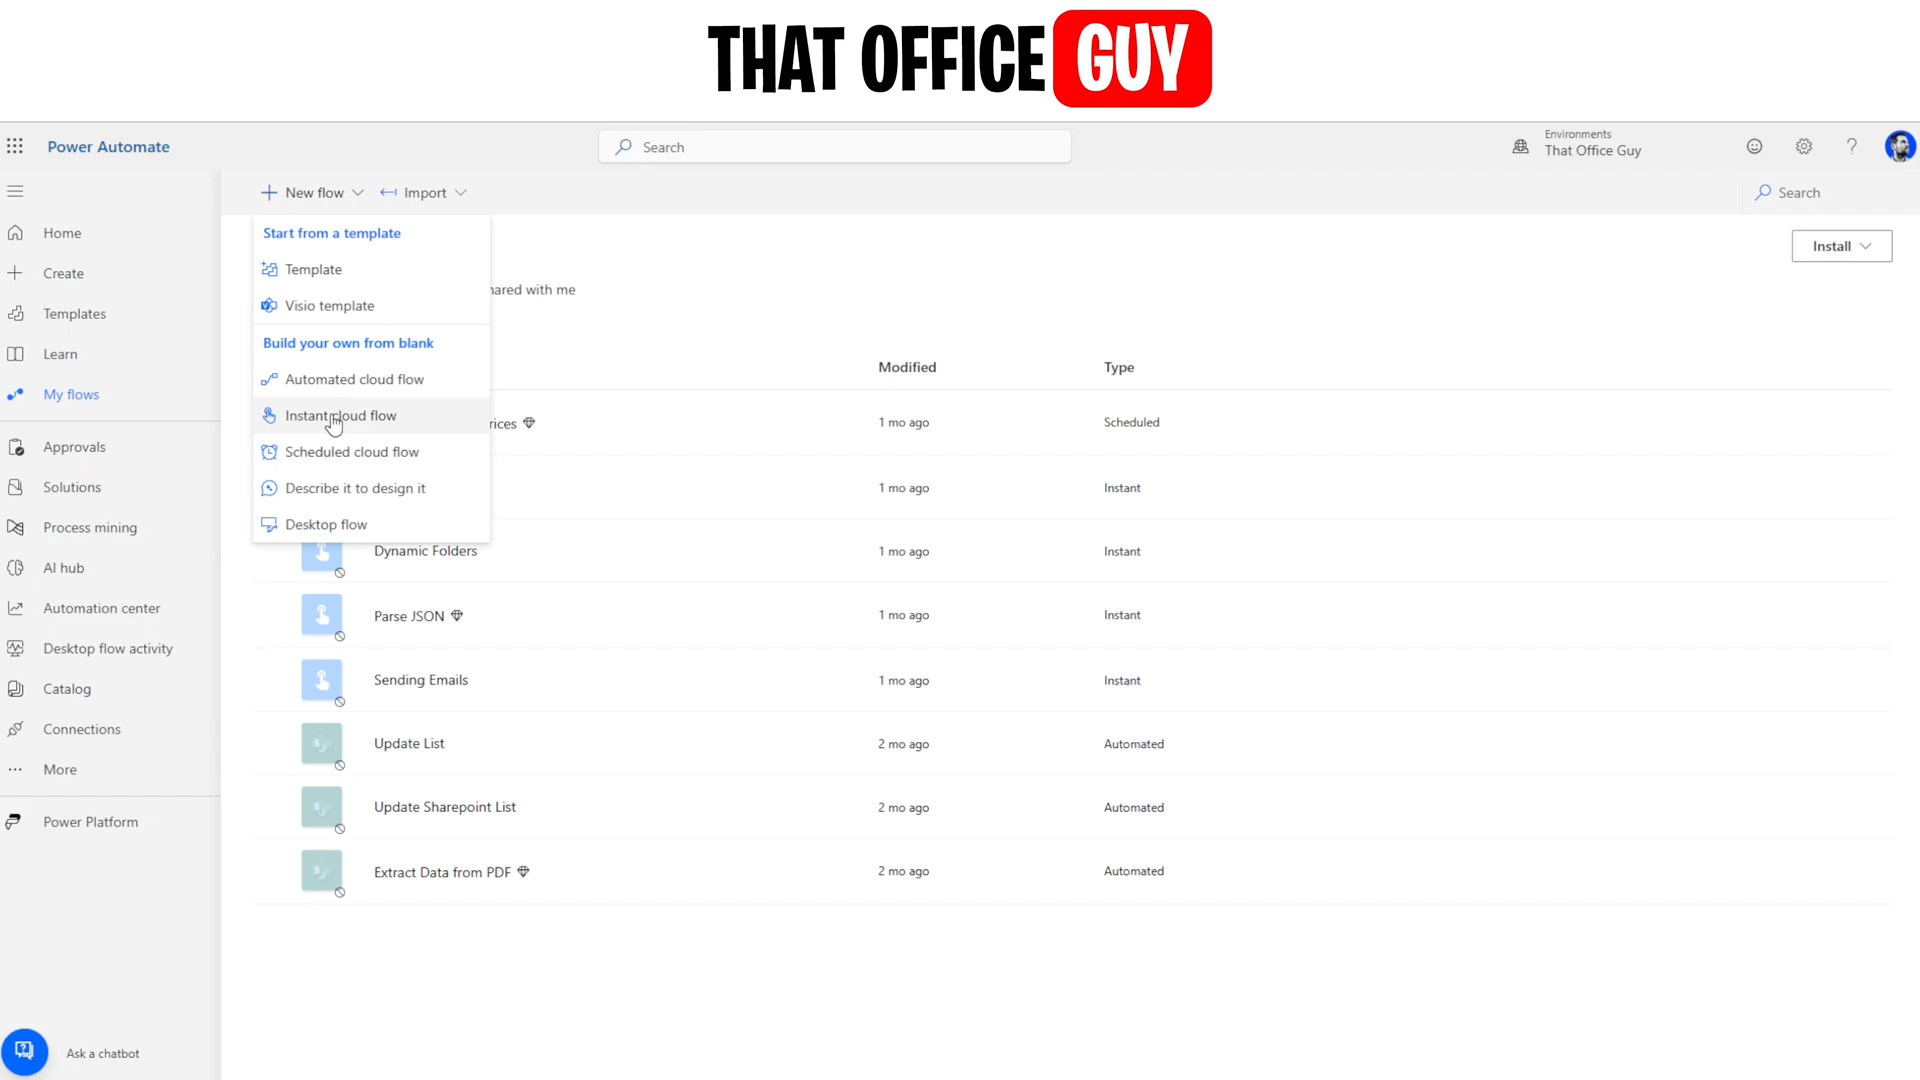 THAT OFFICE GUY
Power Automate
Search
Environments
That Office Guy
New flow
Import
Search
Home
Create
Templates
Learn
My flows
Approvals
Solutions
Process mining
AI hub
Automation center
Desktop flow activity
Catalog
Connections
More
Power Platform
Ask a chatbot
Start from a template
Template
Visio template
Build your own from blank
Automated cloud flow
Instant cloud flow
Scheduled cloud flow
Describe it to design it
Desktop flow
Install
with me
Modified
Type
1 mo ago
Scheduled
1 mo ago
Instant
Dynamic Folders
1 mo ago
Instant
Parse JSON
1 mo ago
Instant
Sending Emails
1 mo ago
Instant
Update List
2 mo ago
Automated
Update Sharepoint List
2 mo ago
Automated
Extract Data from PDF
2 mo ago
Automated